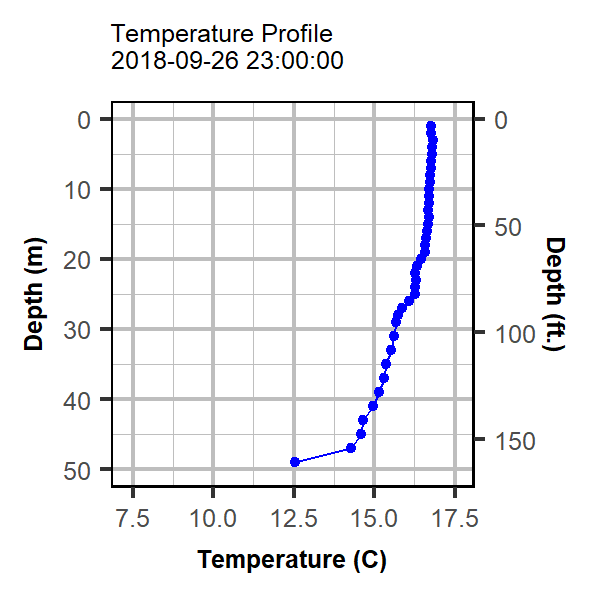 Temperature Profile
2018-09-26 23:00:00
0
10
20
30
40
50
Depth (m)
0
50
100
150
Depth (ft.)
7.5 10.0 12.5 15.0 17.5
Temperature (C)